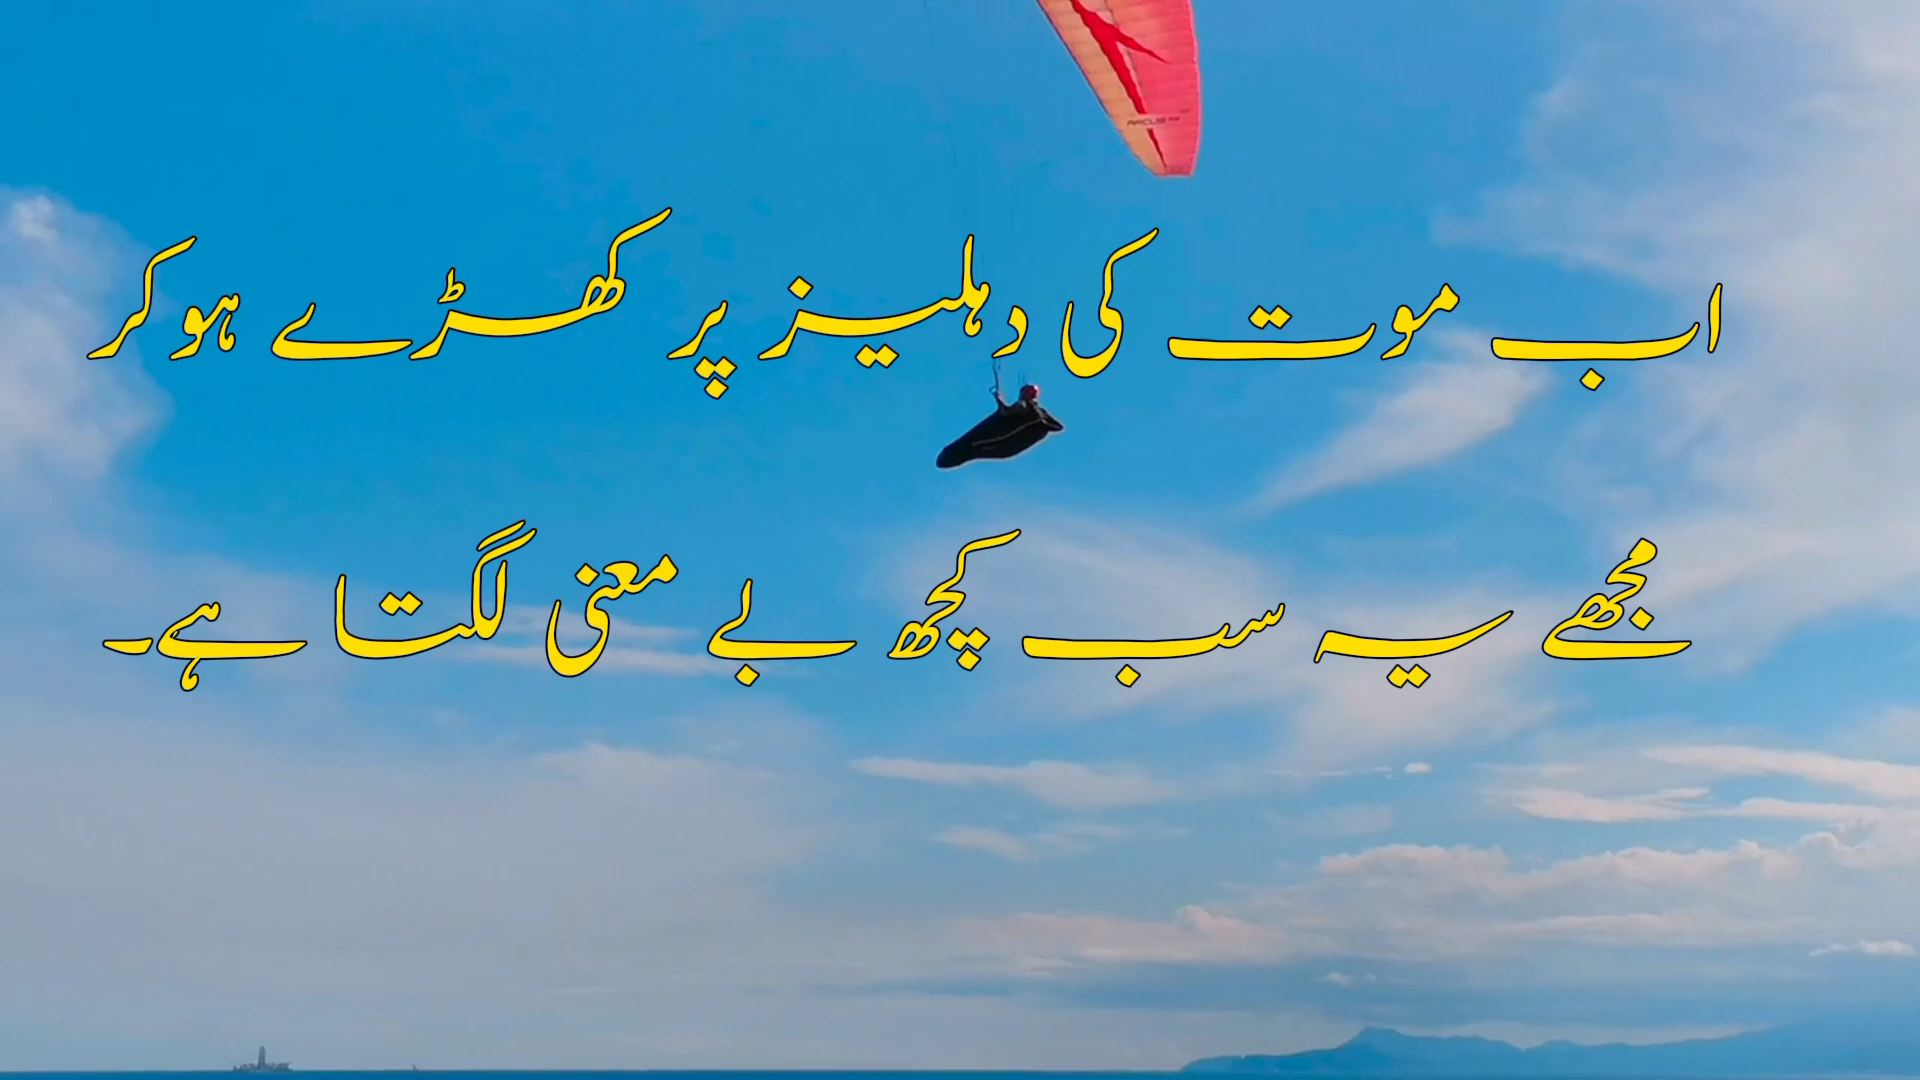 اب موت کی دہلیز پر کھڑے ہو کر
مجھے یہ سب کچھ بے معنی لگتا ہے۔